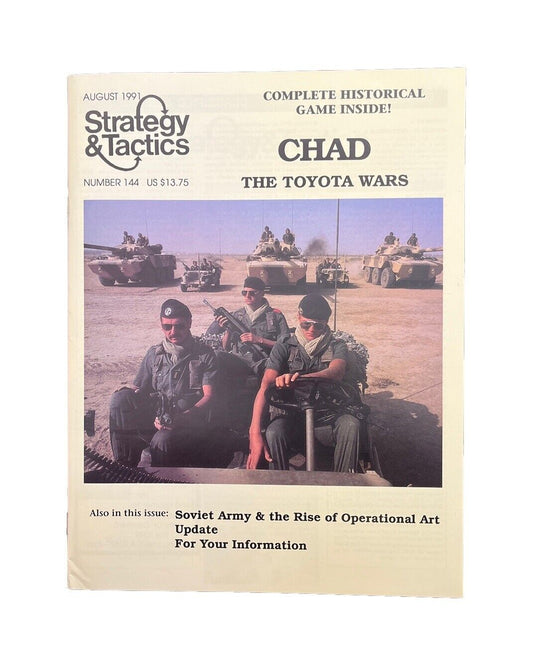 AUGUST 1991
Strategy
&Tactics
NUMBER 144 US $13.75
COMPLETE HISTORICAL
GAME INSIDE!
CHAD
THE TOYOTA WARS
Also in this issue: Soviet Army & the Rise of Operational Art
Update
For Your Information